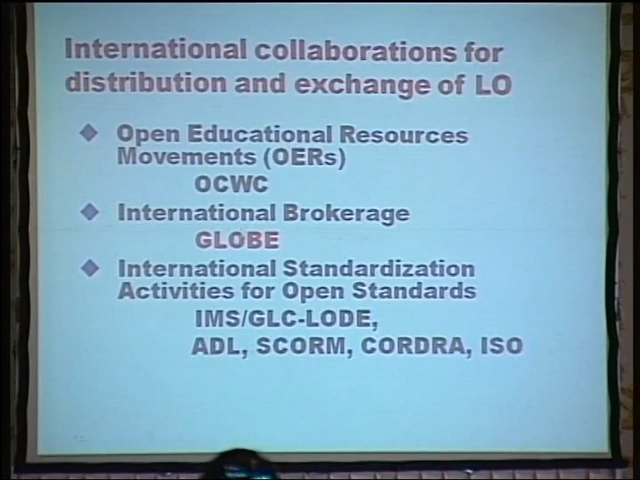 International collaborations for
distribution and exchange of LO
Open Educational Resources
Movements (OERs)
OCWC
International Brokerage
GLOBE
International Standardization
Activities for Open Standards
IMS/GLC-LODE,
ADL, SCORM, CORDRA, ISO